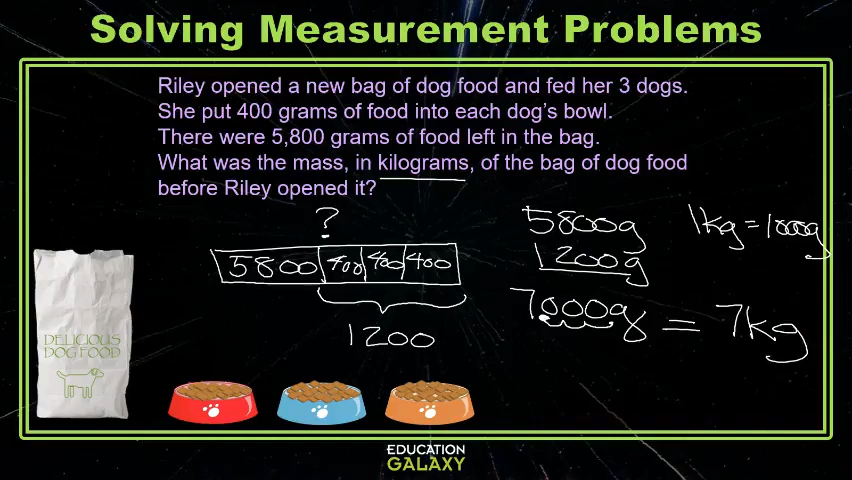 Solving Measurement Problems
Riley opened a new bag of dog food and fed her 3 dogs.
She put 400 grams of food into each dog's bowl.
There were 5,800 grams of food left in the bag.
What was the mass, in kilograms, of the bag of dog food
before Riley opened it?
?
5800 400 400 400
1200
5800g
1200g
7000g = 7kg
1kg = 1000g
DELICIOUS
DOG FOOD
EDUCATION
GALAXY